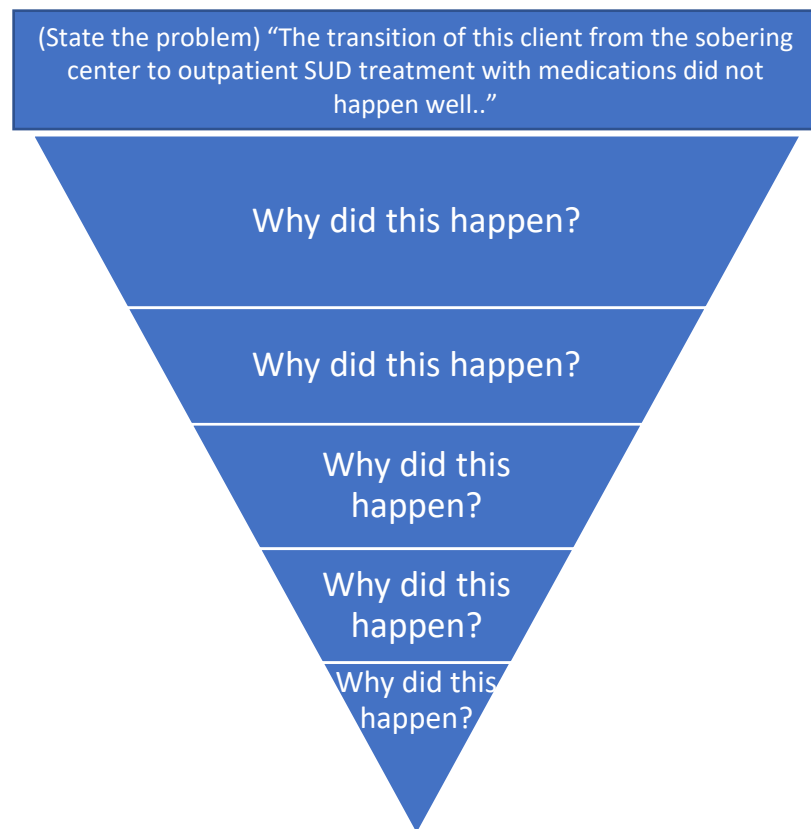 (State the problem) “The transition of this client from the sobering
center to outpatient SUD treatment with medications did not
happen well..”
Why did this happen?
Why did this happen?
Why did this
happen?
Why did this
happen?
Why did this
happen?